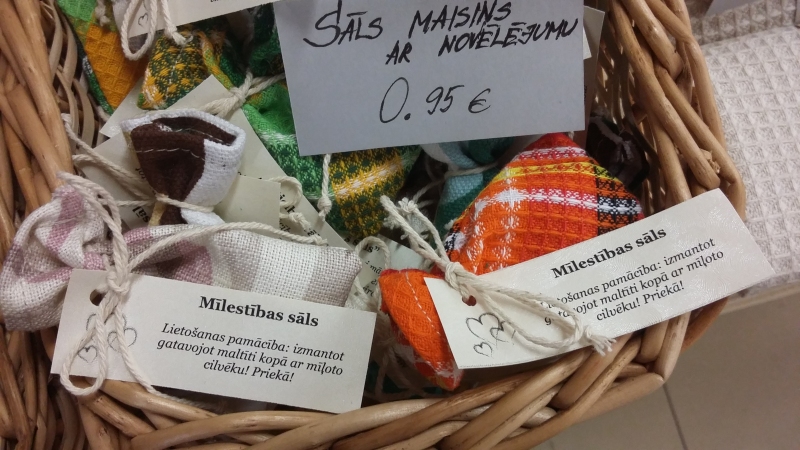 SĀLS MAISIŅŠ
AR NOVĒLĒJUMU
0.95 €
Mīlestības sāls
Lietošanas pamācība: izmantot
gatavojot maltīti kopā ar mīļoto
cilvēku! Priekā!
Mīlestības sāls
pamācība: izmantot
maltīti kopā ar mīļoto
cilvēku! Priekā!